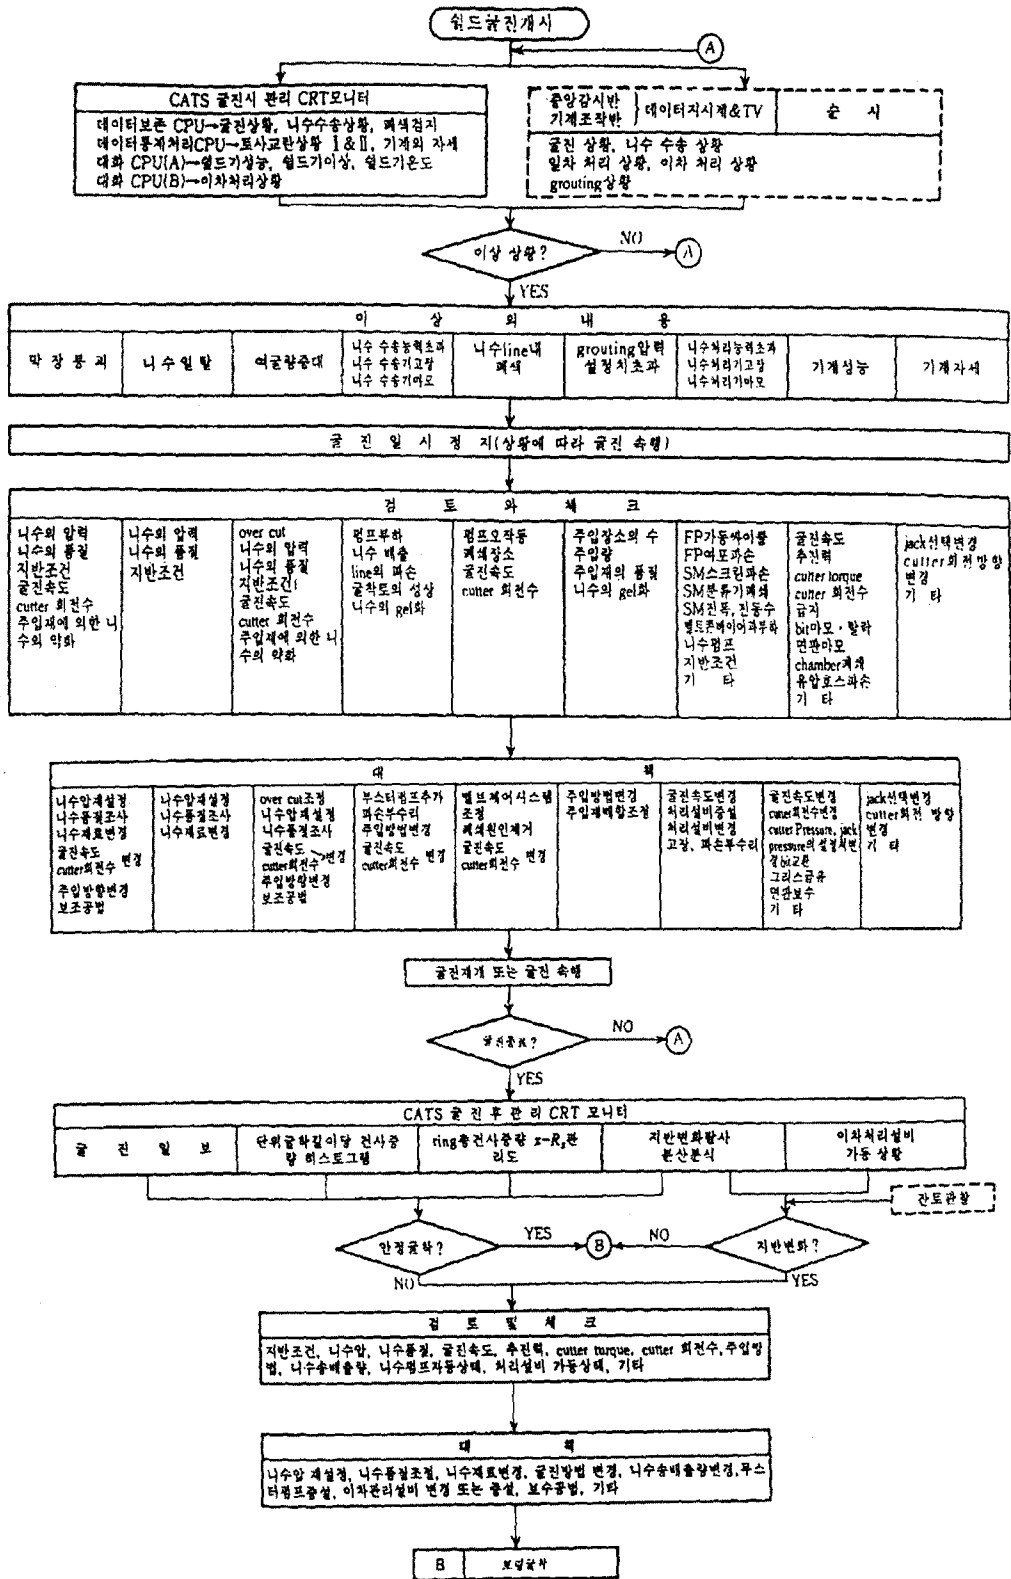 쉴드굴진개시
A
CATS 굴진시 관리 CRT모니터
데이터보존 CPU→굴진상황, 니수수송상황, 폐색검지
데이터통제처리CPU→토사교란상황 I & II, 기계의 자세
대화 CPU(A)→쉴드기성능, 쉴드기이상, 쉴드기온도
대화 CPU(B)→이차처리상황
중앙감시반
기계조작반
}데이터지시계&TV
순 시
굴진 상황, 니수 수송 상황
일차 처리 상황, 이차 처리 상황
grouting상황
이상 상황?
NO
A
YES
이 상 의 내 용
막 장 붕 괴
니수일탈
여굴량증대
니수 수송능력초과
니수 수송기고장
니수 수송기마모
니수line내
폐색
grouting압력
설정치초과
니수처리능력초과
니수처리기고장
니수처리기마모
기계성능
기계자세
굴 진 일 시 정 지(상황에 따라 굴진 속행)
검 토 와 체 크
니수의 압력
니수의 품질
지반조건
굴진속도
cutter 회전수
주입재에 의한 니
수의 약화
니수의 압력
니수의 품질
지반조건
over cut
니수의 압력
니수의 품질
지반조건
굴진속도
cutter 회전수
주입재에 의한 니
수의 약화
펌프부하
니수 배출
line의 파손
굴착토의 성상
니수의 gel화
펌프오작동
폐쇄장소
굴진속도
cutter 회전수
주입장소의 수
주입량
주입재의 품질
니수의 gel화
FP가동싸이클
FP여포파손
SM스크린파손
SM분류기폐쇄
SM진폭, 진동수
벨트콘베이어과부하
니수펌프
지반조건
기 타
굴진속도
추진력
cutter torque
cutter 회전수
급지
bit마모·탈락
면판마모
chamber폐쇄
유압호스파손
기 타
jack선택변경
cutter회전방향
변경
기 타
대 책
니수압재설정
니수품질조사
니수재료변경
굴진속도
cutter회전수 변경
주입방향변경
보조공법
니수압재설정
니수품질조사
니수재료변경
over cut조정
니수압재설정
니수품질조사
굴진속도
cutter회전수 변경
주입방향변경
보조공법
부스터펌프추가
파손부수리
주입방법변경
굴진속도
cutter회전수 변경
밸브제어시스템
조정
폐쇄원인제거
굴진속도
cutter회전수 변경
주입방법변경
주입재배합조정
굴진속도변경
처리설비증설
처리설비변경
고장, 파손부수리
굴진속도변경
cutter회전수변경
cutter Pressure, jack
pressure의 설정치변
경 bit교환
그리스급유
면판보수
기 타
jack선택변경
cutter회전 방향
변경
기 타
굴진재개 또는 굴진 속행
굴진종료?
NO
A
YES
CATS 굴 진 후 관 리 CRT 모니터
굴 진 일 보
단위굴착길이당 건사중
량 히스토그램
ring총건사중량 x-Rs관
리도
지반변화탐사
분산분석
이차처리설비
가동 상황
잔토관찰
안정굴착?
YES
B
NO
지반변화?
NO
YES
검 토 및 체 크
지반조건, 니수압, 니수품질, 굴진속도, 추진력, cutter turque, cutter 회전수,주입방
법, 니수송배출량, 니수펌프자동상태, 처리설비 가동상태, 기타
대 책
니수압 재설정, 니수품질조절, 니수재료변경, 굴진방법 변경, 니수송배출량변경,부스
터펌프증설, 이차관리설비 변경 또는 증설, 보수공법, 기타
B